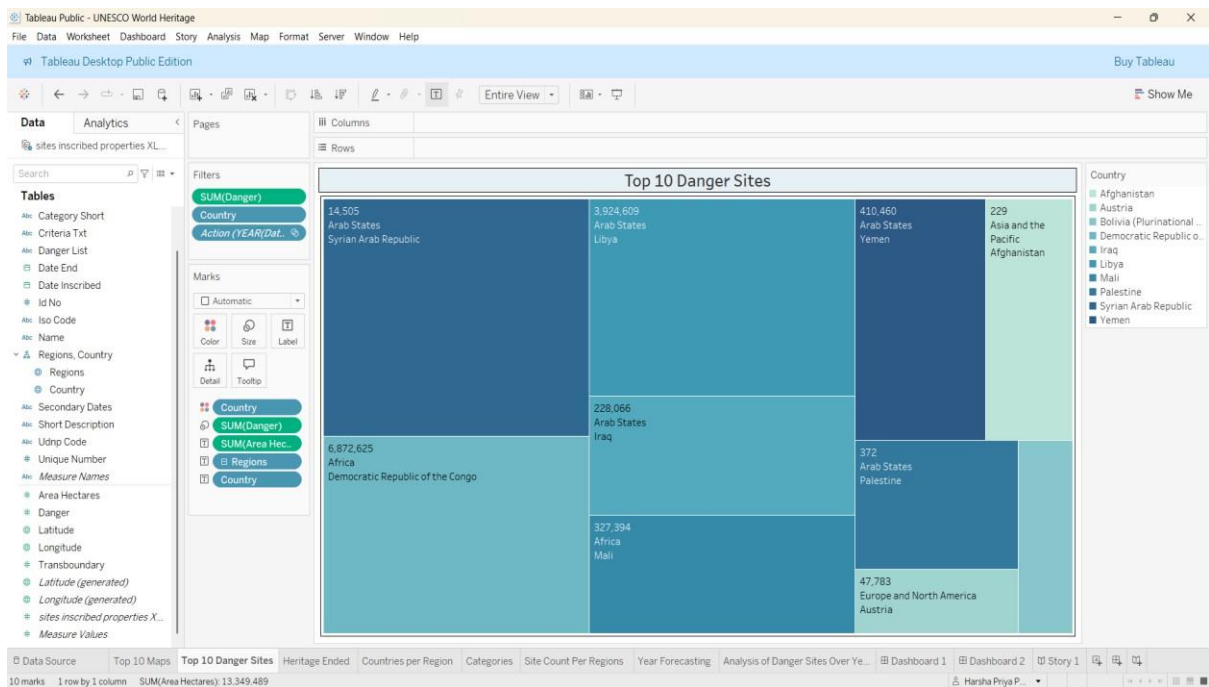 Tableau Public - UNESCO World Heritage
File Data Worksheet Dashboard Story Analysis Map Format Server Window Help
Tableau Desktop Public Edition
Buy Tableau
Entire View
Show Me
Data
Analytics
sites inscribed properties XL...
Search
Tables
Abc Category Short
Abc Criteria Txt
Abc Danger List
Date End
Date Inscribed
# Id No
Abc Iso Code
Abc Name
Regions, Country
Regions
Country
Abc Secondary Dates
Abc Short Description
Abc Udnp Code
# Unique Number
Abc Measure Names
# Area Hectares
# Danger
Latitude
Longitude
# Transboundary
Latitude (generated)
Longitude (generated)
# sites inscribed properties X...
# Measure Values
Pages
Filters
SUM(Danger)
Country
Action (YEAR(Dat..
Marks
Automatic
Color
Size
Label
Detail
Tooltip
Country
SUM(Danger)
SUM(Area Hec..
Regions
Country
Columns
Rows
Top 10 Danger Sites
14,505
Arab States
Syrian Arab Republic
6,872,625
Africa
Democratic Republic of the Congo
3,924,609
Arab States
Libya
228,066
Arab States
Iraq
327,394
Africa
Mali
410,460
Arab States
Yemen
229
Asia and the
Pacific
Afghanistan
372
Arab States
Palestine
47,783
Europe and North America
Austria
Country
Afghanistan
Austria
Bolivia (Plurinational ..
Democratic Republic o..
Iraq
Libya
Mali
Palestine
Syrian Arab Republic
Yemen
Data Source
Top 10 Maps
Top 10 Danger Sites
Heritage Ended
Countries per Region
Categories
Site Count Per Regions
Year Forecasting
Analysis of Danger Sites Over Ye...
Dashboard 1
Dashboard 2
Story 1
10 marks 1 row by 1 column SUM(Area Hectares): 13,349,489
Harsha Priya P...